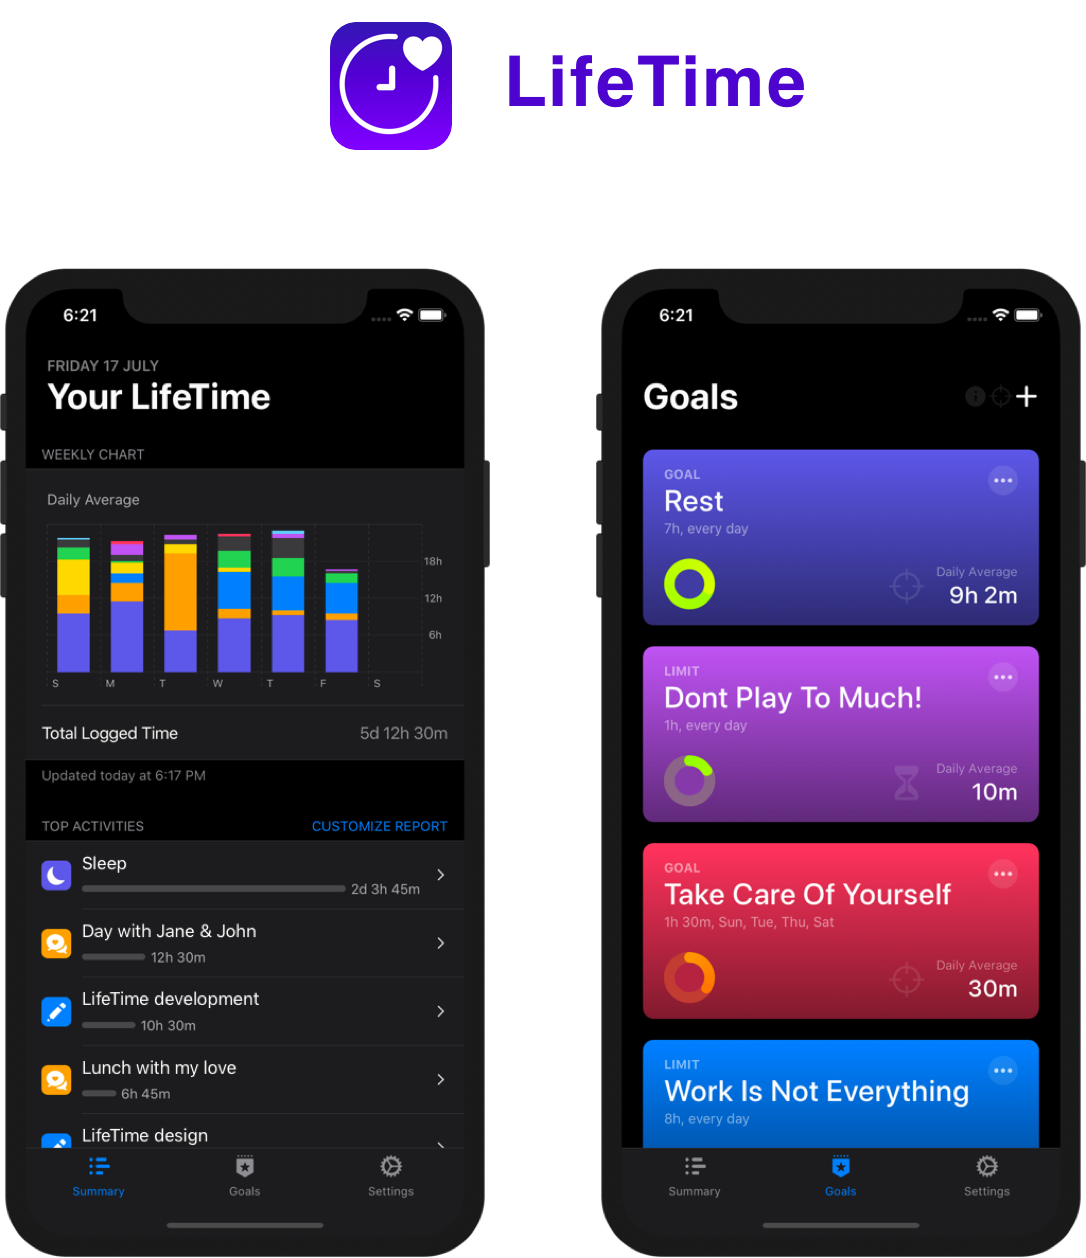 LifeTime
6:21
FRIDAY 17 JULY
Your LifeTime
WEEKLY CHART
Daily Average
18h
12h
6h
S M T W T F S
Total Logged Time 5d 12h 30m
Updated today at 6:17 PM
TOP ACTIVITIES CUSTOMIZE REPORT
Sleep
2d 3h 45m
Day with Jane & John
12h 30m
LifeTime development
10h 30m
Lunch with my love
6h 45m
LifeTime design
Summary Goals Settings
6:21
Goals
GOAL
Rest
7h, every day
Daily Average
9h 2m
LIMIT
Dont Play To Much!
1h, every day
Daily Average
10m
GOAL
Take Care Of Yourself
1h 30m, Sun, Tue, Thu, Sat
Daily Average
30m
LIMIT
Work Is Not Everything
8h, every day
Summary Goals Settings